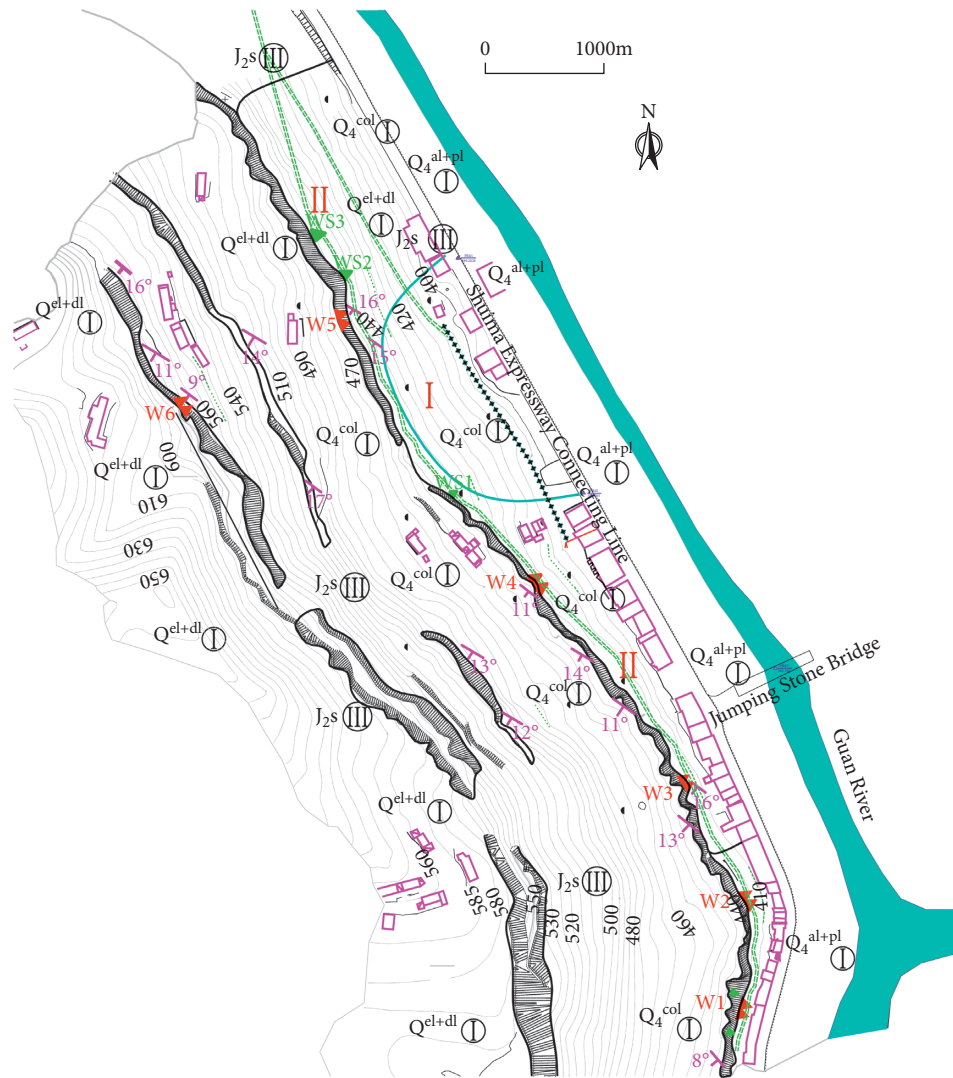 0 1000m
N
J₂s III
Q₄ᶜᵒˡ I
Q₄ᵃˡ⁺ᵖˡ
I
II
WS3
Qᵉˡ⁺ᵈˡ
I
Qᵉˡ⁺ᵈˡ I
J₂s III
WS2
400
Q₄ᵃˡ⁺ᵖˡ
I
16°
Qᵉˡ⁺ᵈˡ
I
16°
W5
440
420
15°
Shuima Expressway Connecting Line
11°
14°
490
470
9°
W6
560
540
510
I
600
Q₄ᶜᵒˡ I
Q₄ᶜᵒˡ I
Q₄ᵃˡ⁺ᵖˡ
I
Qᵉˡ⁺ᵈˡ
I
610
17°
WS1
630
650
J₂s III
Q₄ᶜᵒˡ I
W4
11°
Q₄ᶜᵒˡ I
Qᵉˡ⁺ᵈˡ
I
13°
14°
II
Q₄ᵃˡ⁺ᵖˡ
I
Jumping Stone Bridge
Q₄ᶜᵒˡ I
J₂s III
12°
11°
Guan River
W3
6°
Qᵉˡ⁺ᵈˡ
I
13°
560
585
580
550
530
520
500
480
460
J₂s III
W2
440
410
Q₄ᵃˡ⁺ᵖˡ
I
W1
Qᵉˡ⁺ᵈˡ I
Q₄ᶜᵒˡ I
8°